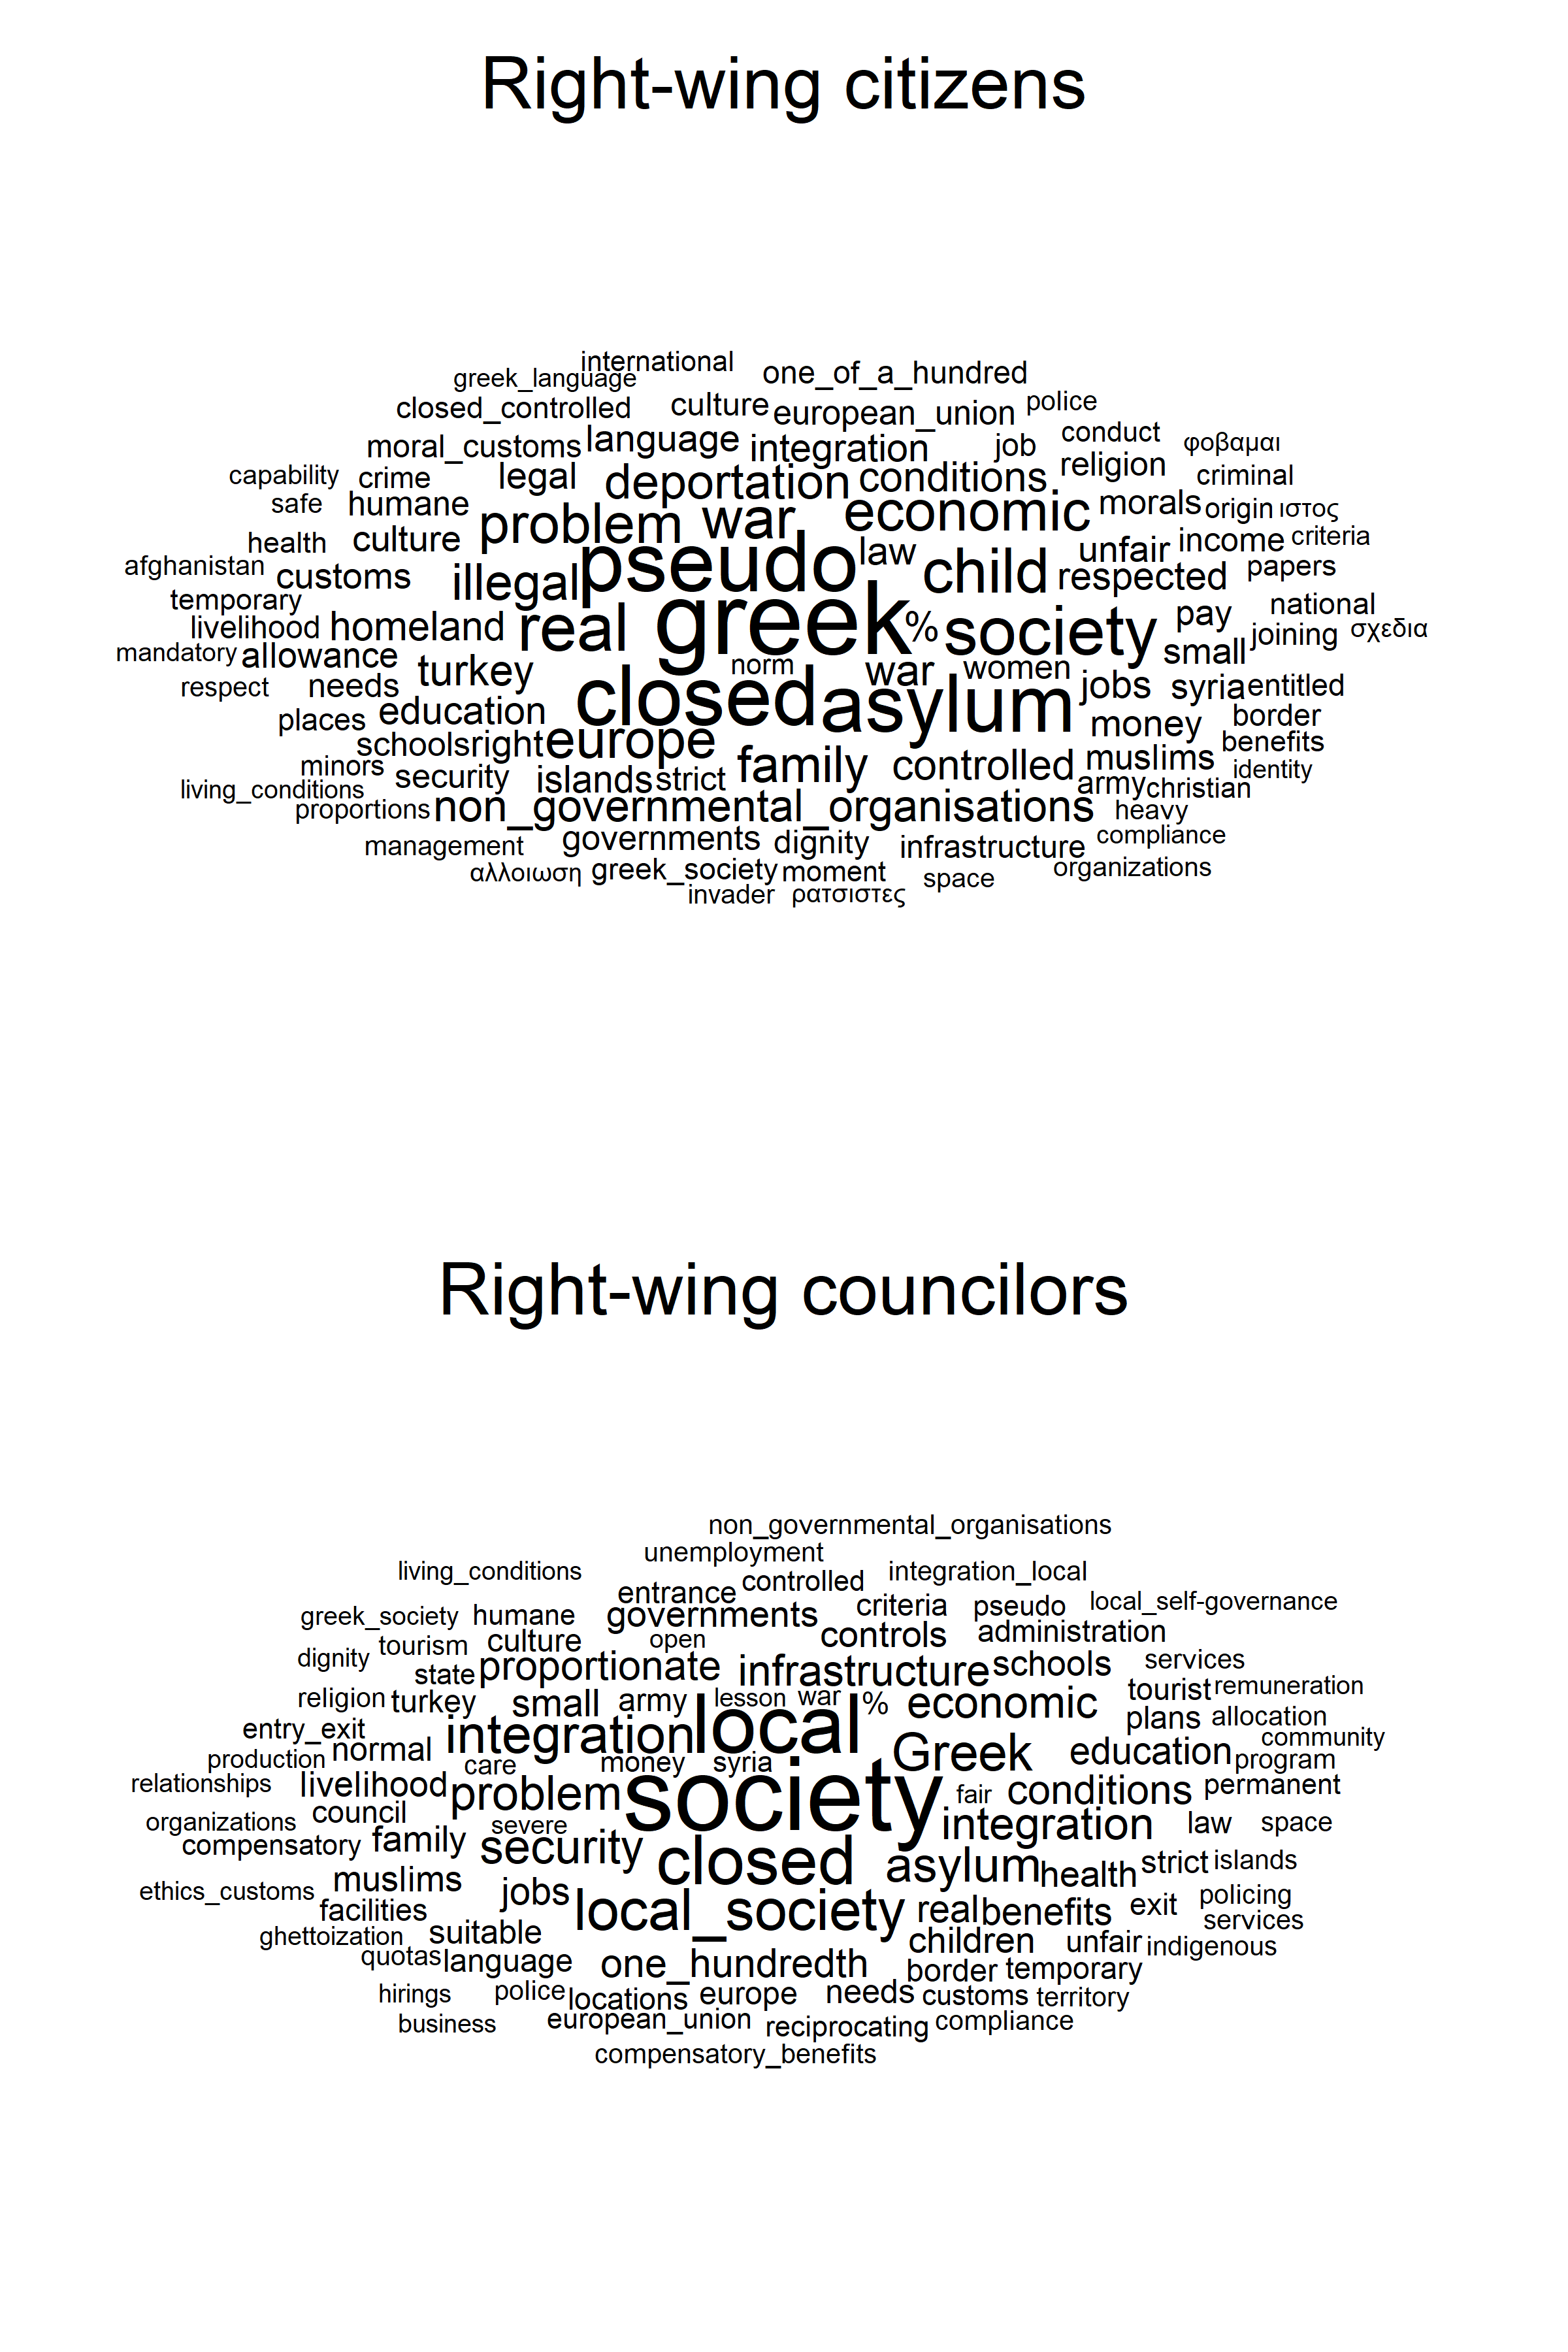 Right-wing citizens
international
greek_language one_of_a_hundred
closed_controlled culture european_union police
moral_customs language integration job conduct φοβαμαι
capability crime legal deportation conditions religion criminal
safe humane problem war economic morals origin ιστος
health culture pseudo law child unfair income criteria
afghanistan customs illegal respected papers
temporary livelihood homeland real greek % society pay national joining σχεδια
mandatory allowance turkey norm war women small
respect needs closed asylum jobs syria entitled
places education money border
schools right europe benefits
minors security islands strict family controlled muslims identity
living_conditions army christian
proportions non_governmental_organisations heavy
management governments dignity infrastructure compliance
αλλοιωση greek_society moment space organizations
invader ρατσιστες
Right-wing councilors
non_governmental_organisations
unemployment
living_conditions entrance controlled integration_local
greek_society humane governments criteria pseudo local_self-governance
tourism culture open controls administration
dignity state proportionate infrastructure schools services
religion turkey small army lesson war % economic tourist remuneration
entry_exit integration local plans allocation
production normal care money syria Greek education program community
relationships livelihood problem society fair conditions permanent
organizations council severe integration law space
compensatory family security closed asylum health strict islands
ethics_customs muslims jobs policing
facilities local_society real benefits exit services
ghettoization suitable children unfair indigenous
quotas language one_hundredth border temporary
hirings police locations europe needs customs territory
business european_union reciprocating compliance
compensatory_benefits